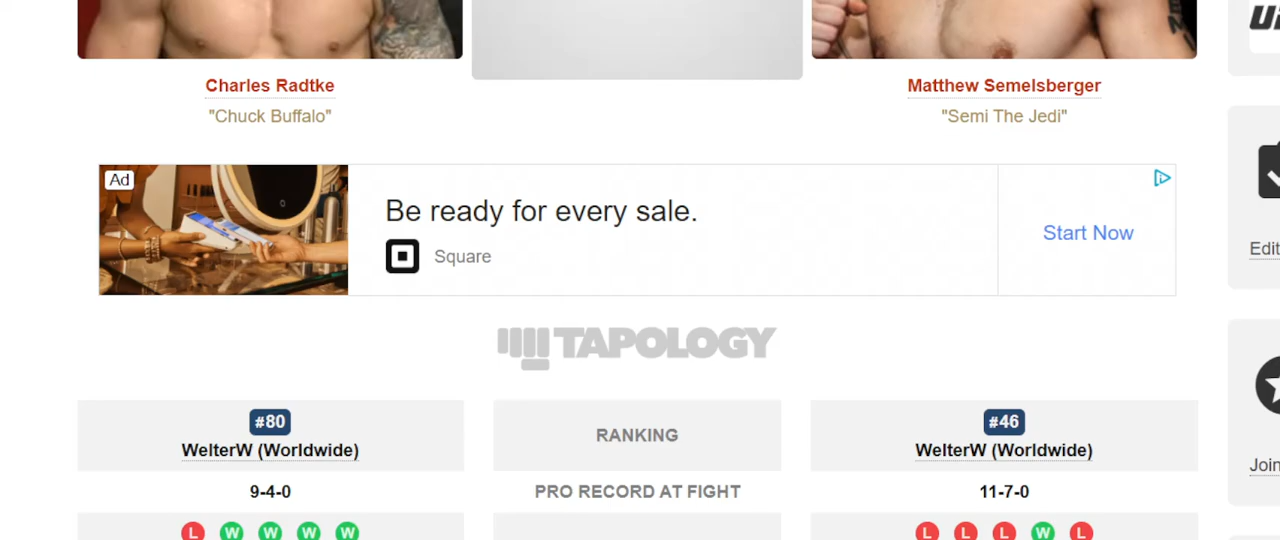 Charles Radtke
"Chuck Buffalo"
Matthew Semelsberger
"Semi The Jedi"
Ad
Be ready for every sale.
Square
Start Now
TAPOLOGY
#80
WelterW (Worldwide)
RANKING
#46
WelterW (Worldwide)
9-4-0
PRO RECORD AT FIGHT
11-7-0
L W W W W
L L L W L
Edit
Join